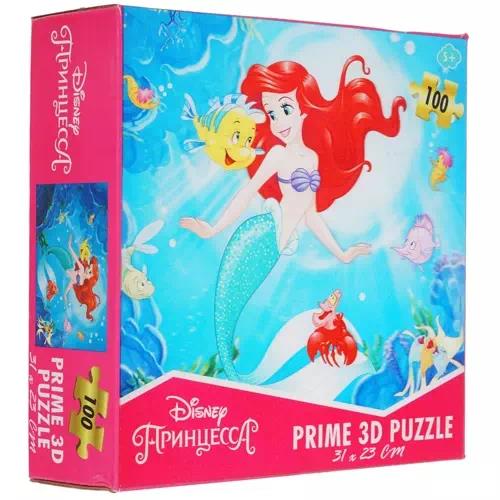 5+
100
Disney
ПРИНЦЕССА
PRIME 3D PUZZLE
31 x 23 cm
Disney
ПРИНЦЕССА
PRIME 3D
PUZZLE
31 x 23 cm
100